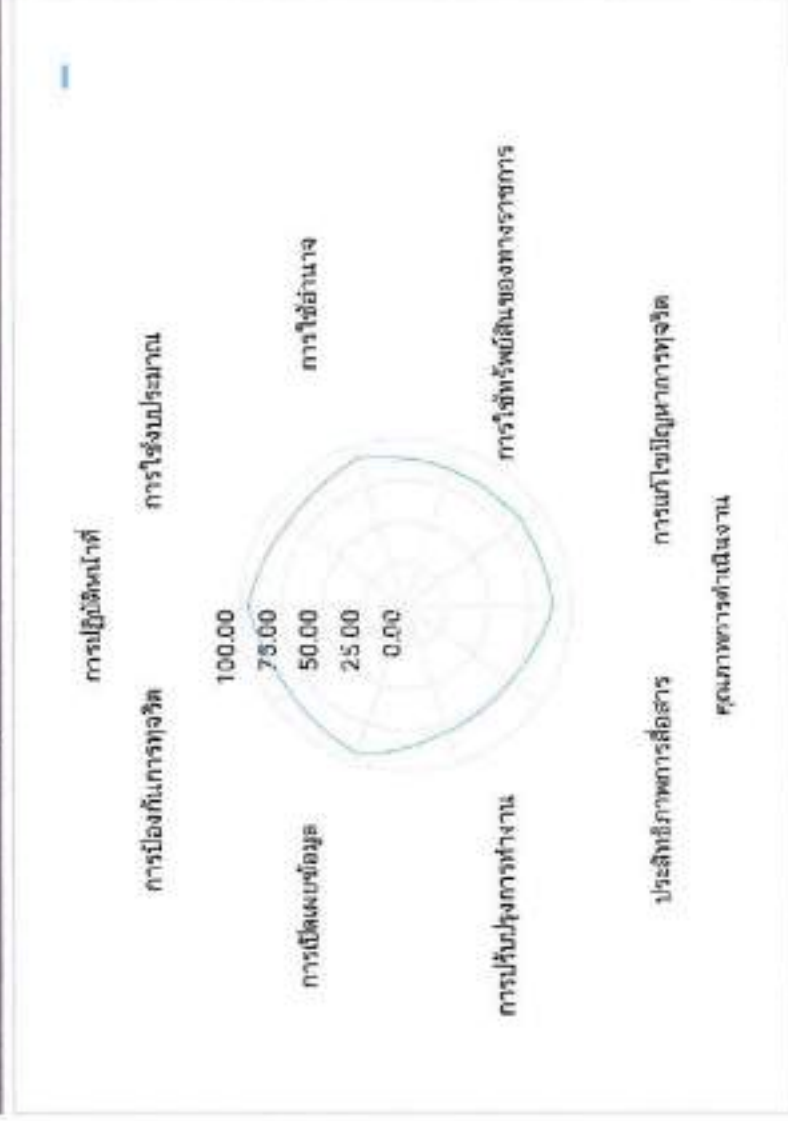 การปฏิบัติหน้าที่
การป้องกันการทุจริต
การใช้งบประมาณ
100.00
75.00
50.00
25.00
0.00
การเปิดเผยข้อมูล
การใช้อำนาจ
การปรับปรุงการทำงาน
การใช้ทรัพย์สินของทางราชการ
ประสิทธิภาพการสื่อสาร
การแก้ไขปัญหาการทุจริต
คุณภาพการดำเนินงาน